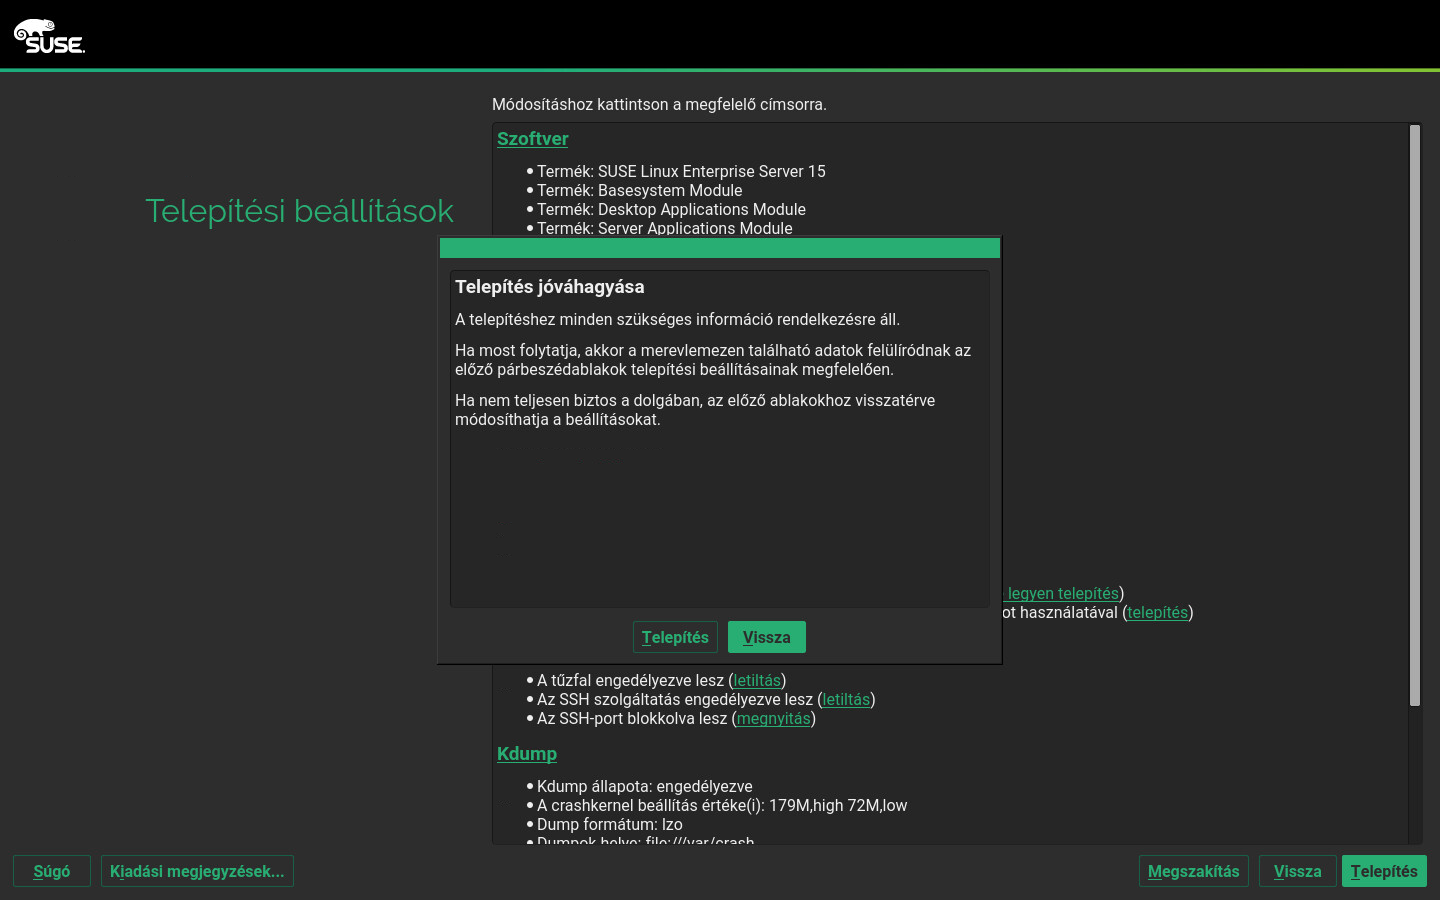 SUSE.
Módosításhoz kattintson a megfelelő címsorra.
Telepítési beállítások
Szoftver
Termék: SUSE Linux Enterprise Server 15
Termék: Basesystem Module
Termék: Desktop Applications Module
Termék: Server Applications Module
Telepítés jóváhagyása
A telepítéshez minden szükséges információ rendelkezésre áll.
Ha most folytatja, akkor a merevlemezen található adatok felülíródnak az
előző párbeszédablakok telepítési beállításainak megfelelően.
Ha nem teljesen biztos a dolgában, az előző ablakokhoz visszatérve
módosíthatja a beállításokat.
legyen telepítés)
ot használatával (telepítés)
Telepítés
Vissza
A tűzfal engedélyezve lesz (letiltás)
Az SSH szolgáltatás engedélyezve lesz (letiltás)
Az SSH-port blokkolva lesz (megnyitás)
Kdump
Kdump állapota: engedélyezve
A crashkernel beállítás értéke(i): 179M,high 72M,low
Dump formátum: lzo
Dumpok helye: file:///var/crash
Súgó
Kiadási megjegyzések...
Megszakítás
Vissza
Telepítés